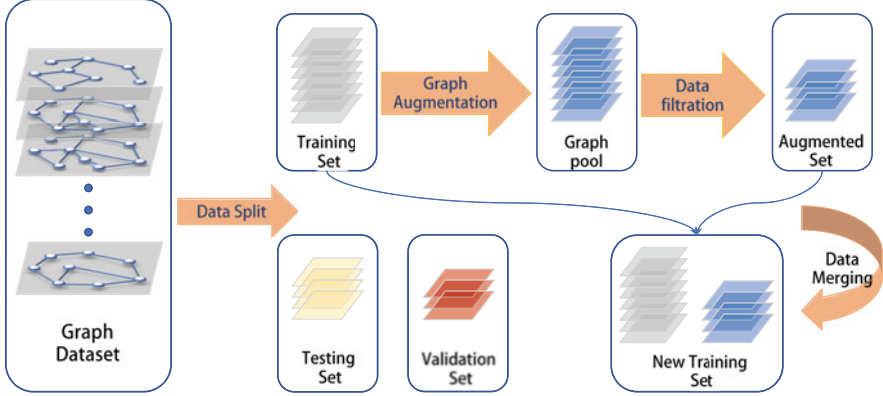 Graph
Dataset
Data Split
Training
Set
Graph
Augmentation
Graph
pool
Data
filtration
Augmented
Set
Testing
Set
Validation
Set
New Training
Set
Data
Merging